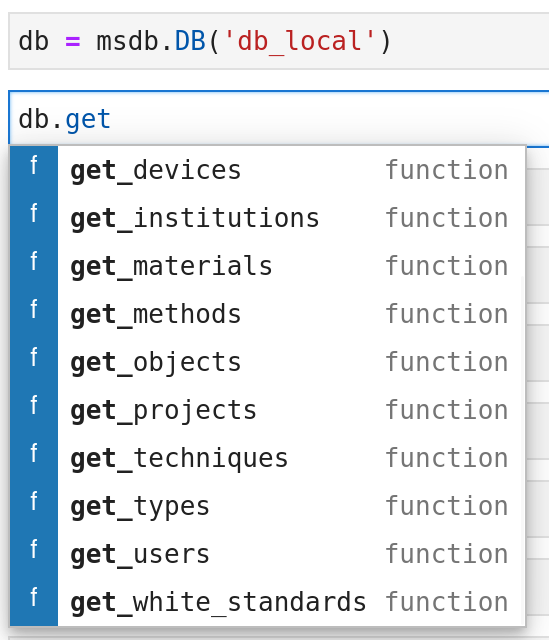 db = msdb.DB('db_local')
db.get
f get_devices function
f get_institutions function
f get_materials function
f get_methods function
f get_objects function
f get_projects function
f get_techniques function
f get_types function
f get_users function
f get_white_standards function